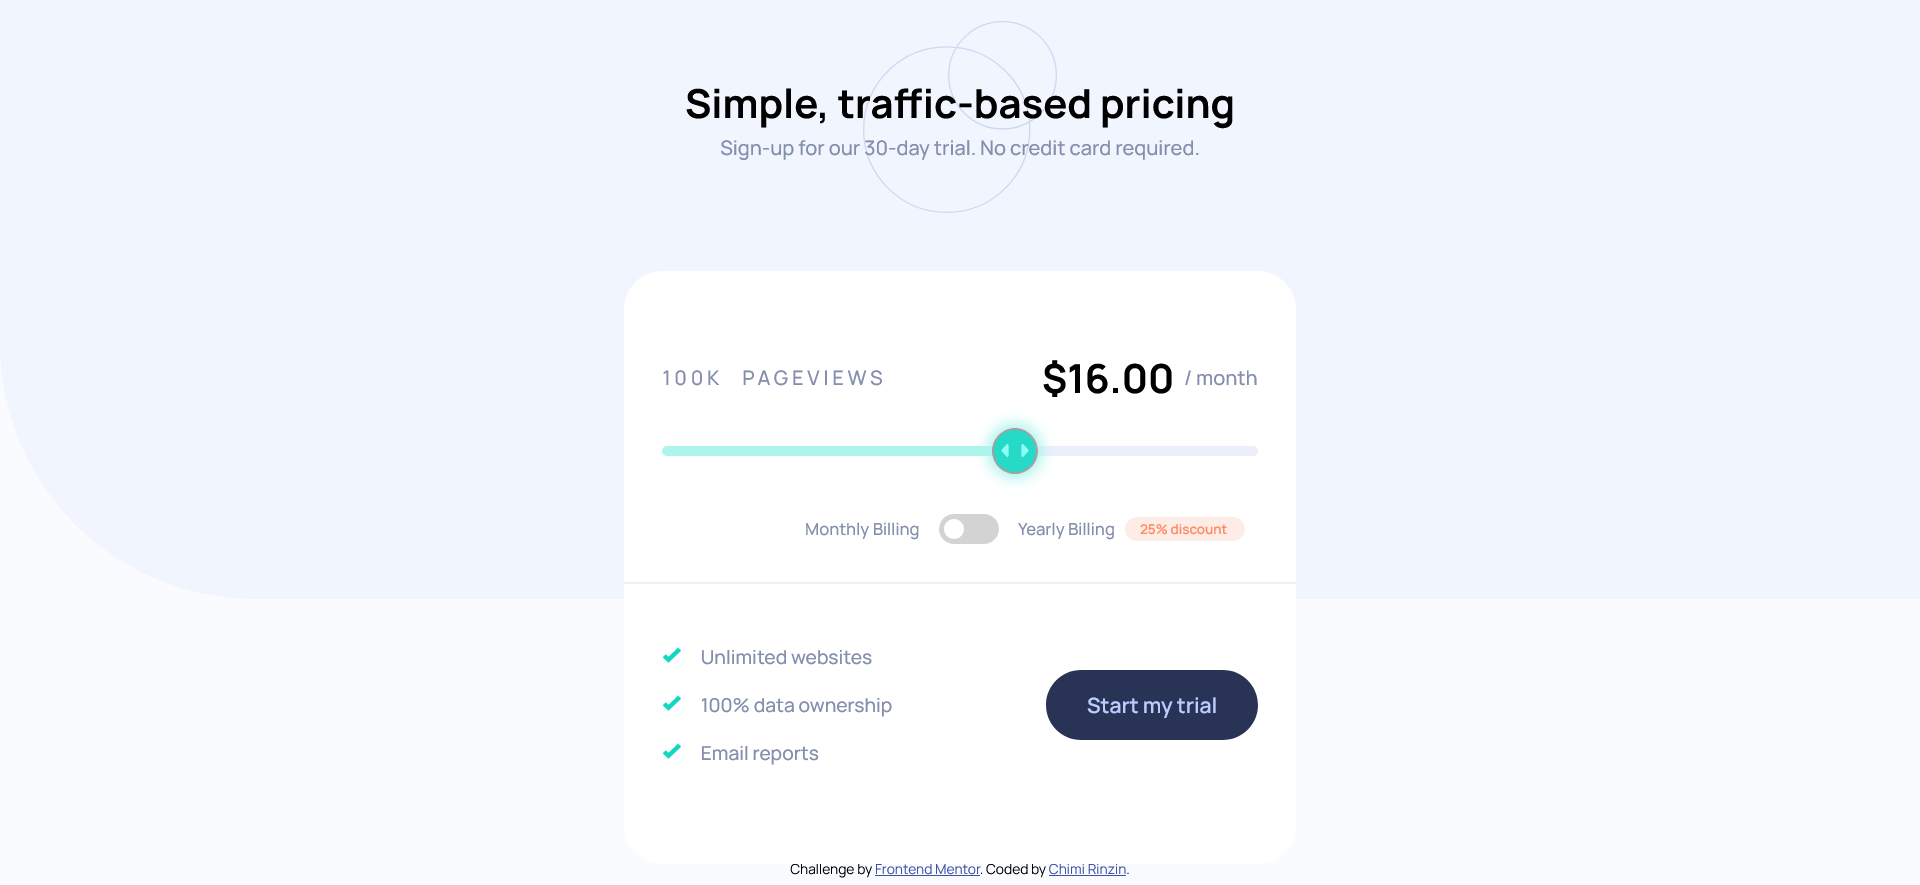 Simple, traffic-based pricing
Sign-up for our 30-day trial. No credit card required.
100K PAGEVIEWS $16.00 / month
Monthly Billing Yearly Billing 25% discount
Unlimited websites
100% data ownership
Email reports
Start my trial
Challenge by Frontend Mentor. Coded by Chimi Rinzin.